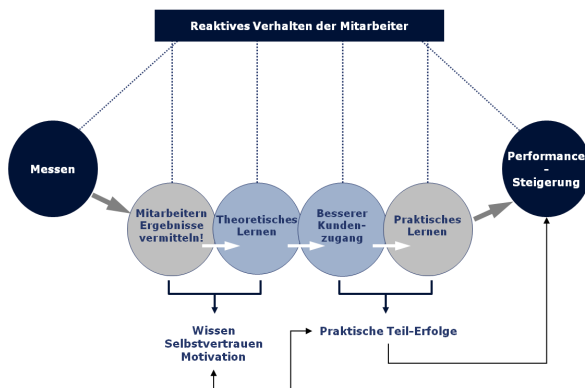 Reaktives Verhalten der Mitarbeiter
Messen
Performance
–
Steigerung
Mitarbeitern
Ergebnisse
vermitteln!
Theoretisches
Lernen
Besserer
Kunden-
zugang
Praktisches
Lernen
Wissen
Selbstvertrauen
Motivation
Praktische Teil-Erfolge